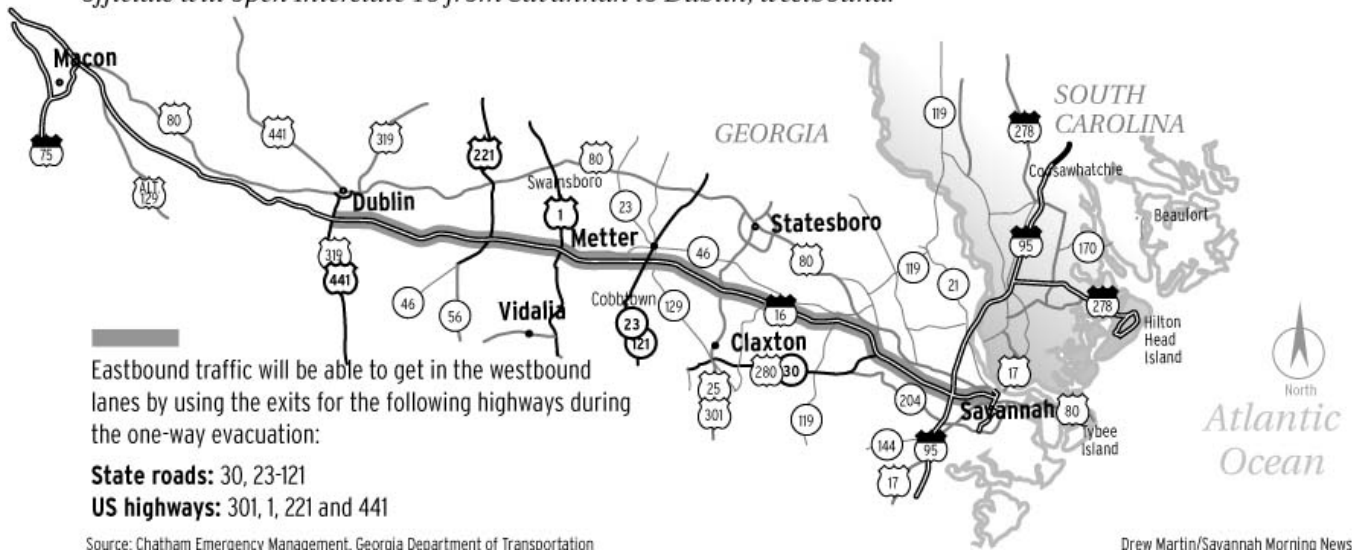 officials will open Interstate 16 from Savannah to Dublin, westbound.
Macon
75
80
ALT
129
441
319
Dublin
319
441
221
46
56
1
Swainsboro
80
23
Metter
46
Vidalia
Cobbtown
23
121
129
GEORGIA
Statesboro
80
16
Claxton
280
30
25
301
119
119
119
21
SOUTH
CAROLINA
278
Coosawhatchie
95
170
Beaufort
278
Hilton
Head
Island
17
204
Savannah
80
Tybee
Island
144
95
17
North
Atlantic
Ocean
Eastbound traffic will be able to get in the westbound
lanes by using the exits for the following highways during
the one-way evacuation:
State roads: 30, 23-121
US highways: 301, 1, 221 and 441
Source: Chatham Emergency Management, Georgia Department of Transportation
Drew Martin/Savannah Morning News